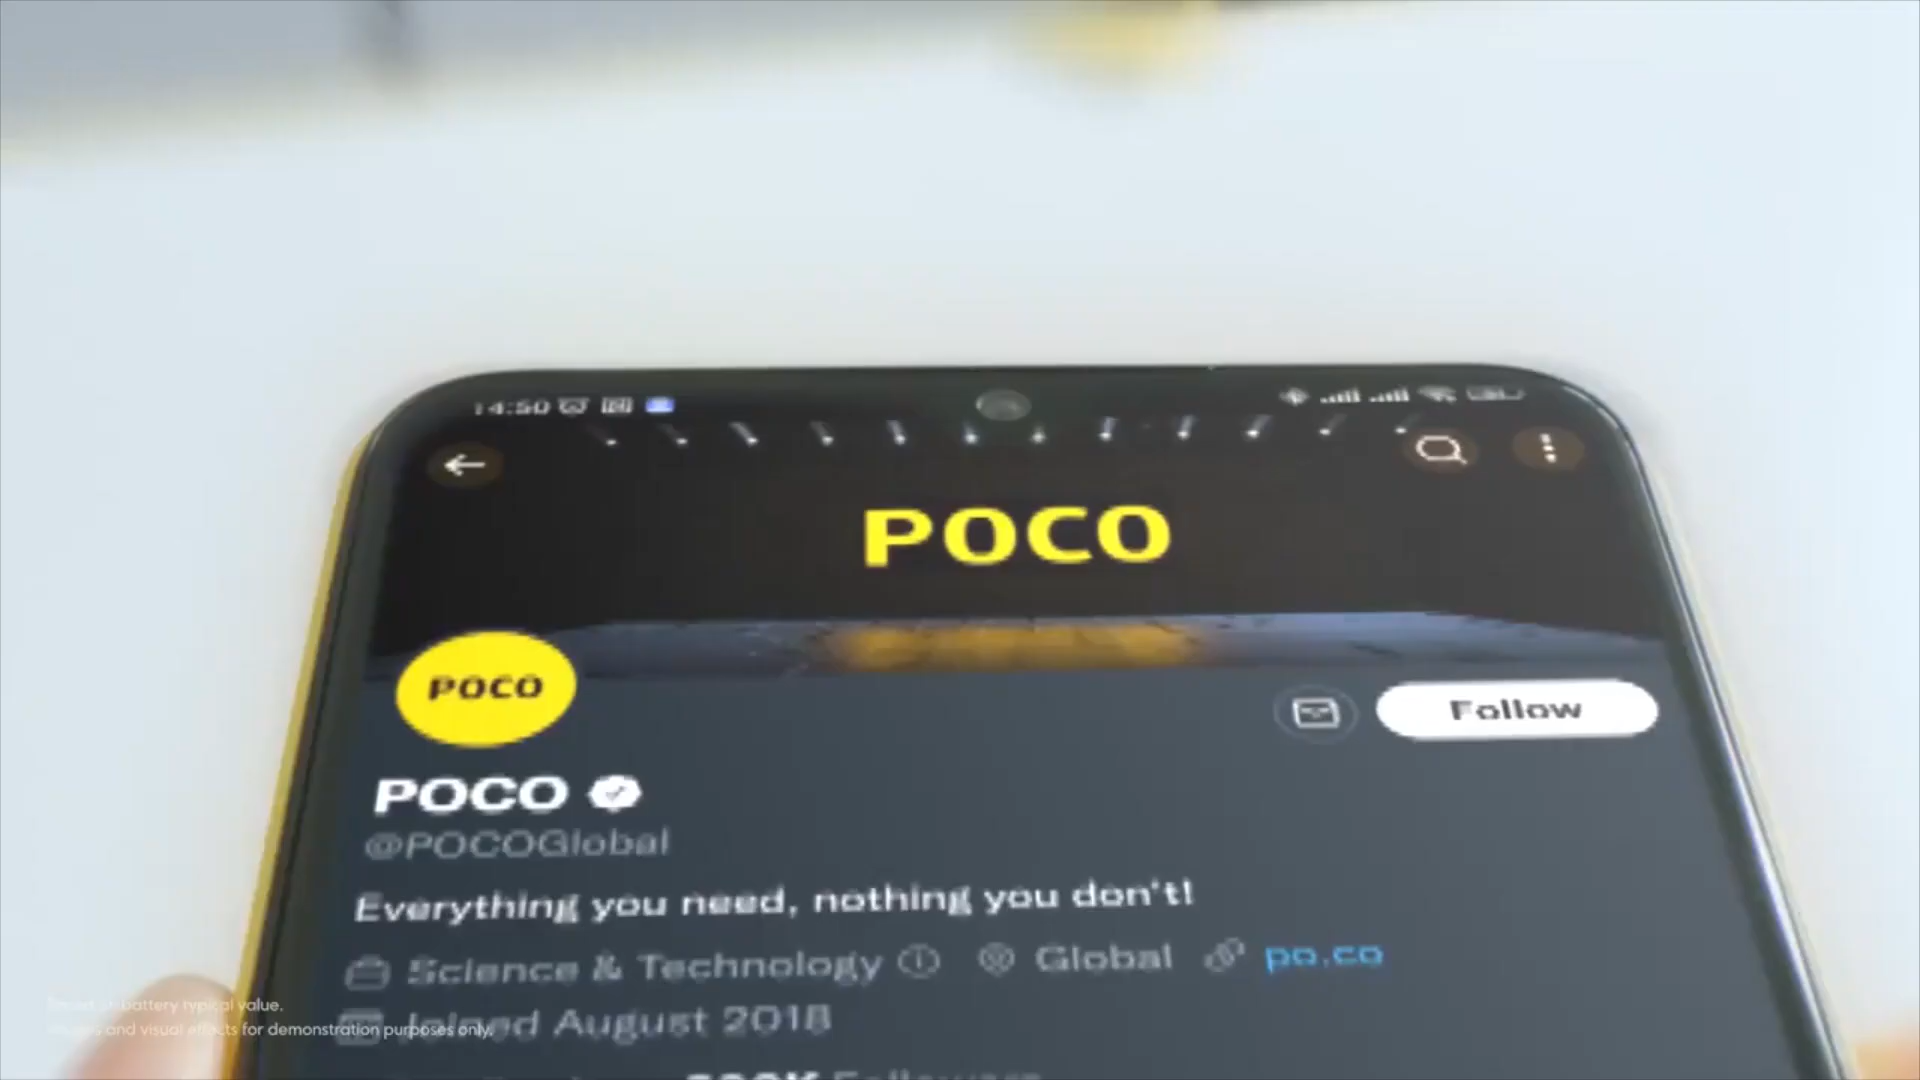 14:50
POCO
POCO
Follow
POCO
@POCOGlobal
Everything you need, nothing you don't!
Science & Technology Global po.co
Joined August 2018
Followers
battery typical value.
and visual effects for demonstration purposes only.